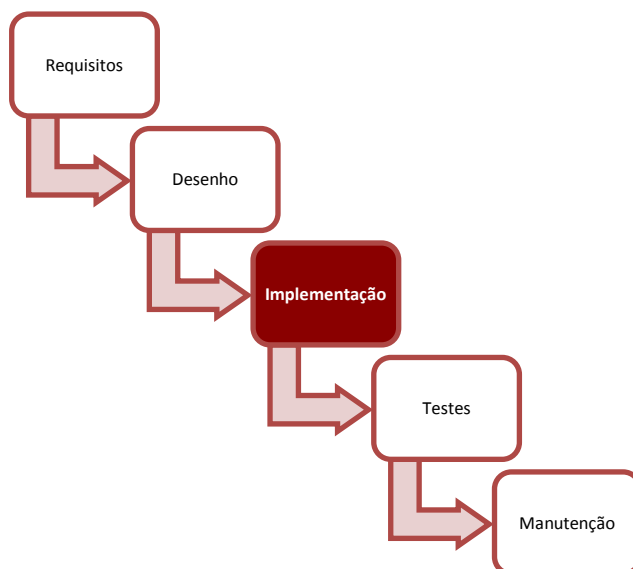 Requisitos
Desenho
Implementação
Testes
Manutenção